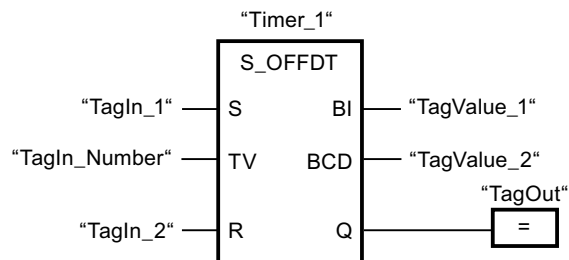 “Timer_1“
S_OFFDT
“TagIn_1“ S BI “TagValue_1“
“TagIn_Number“ TV BCD “TagValue_2“
“TagOut“
“TagIn_2“ R Q =